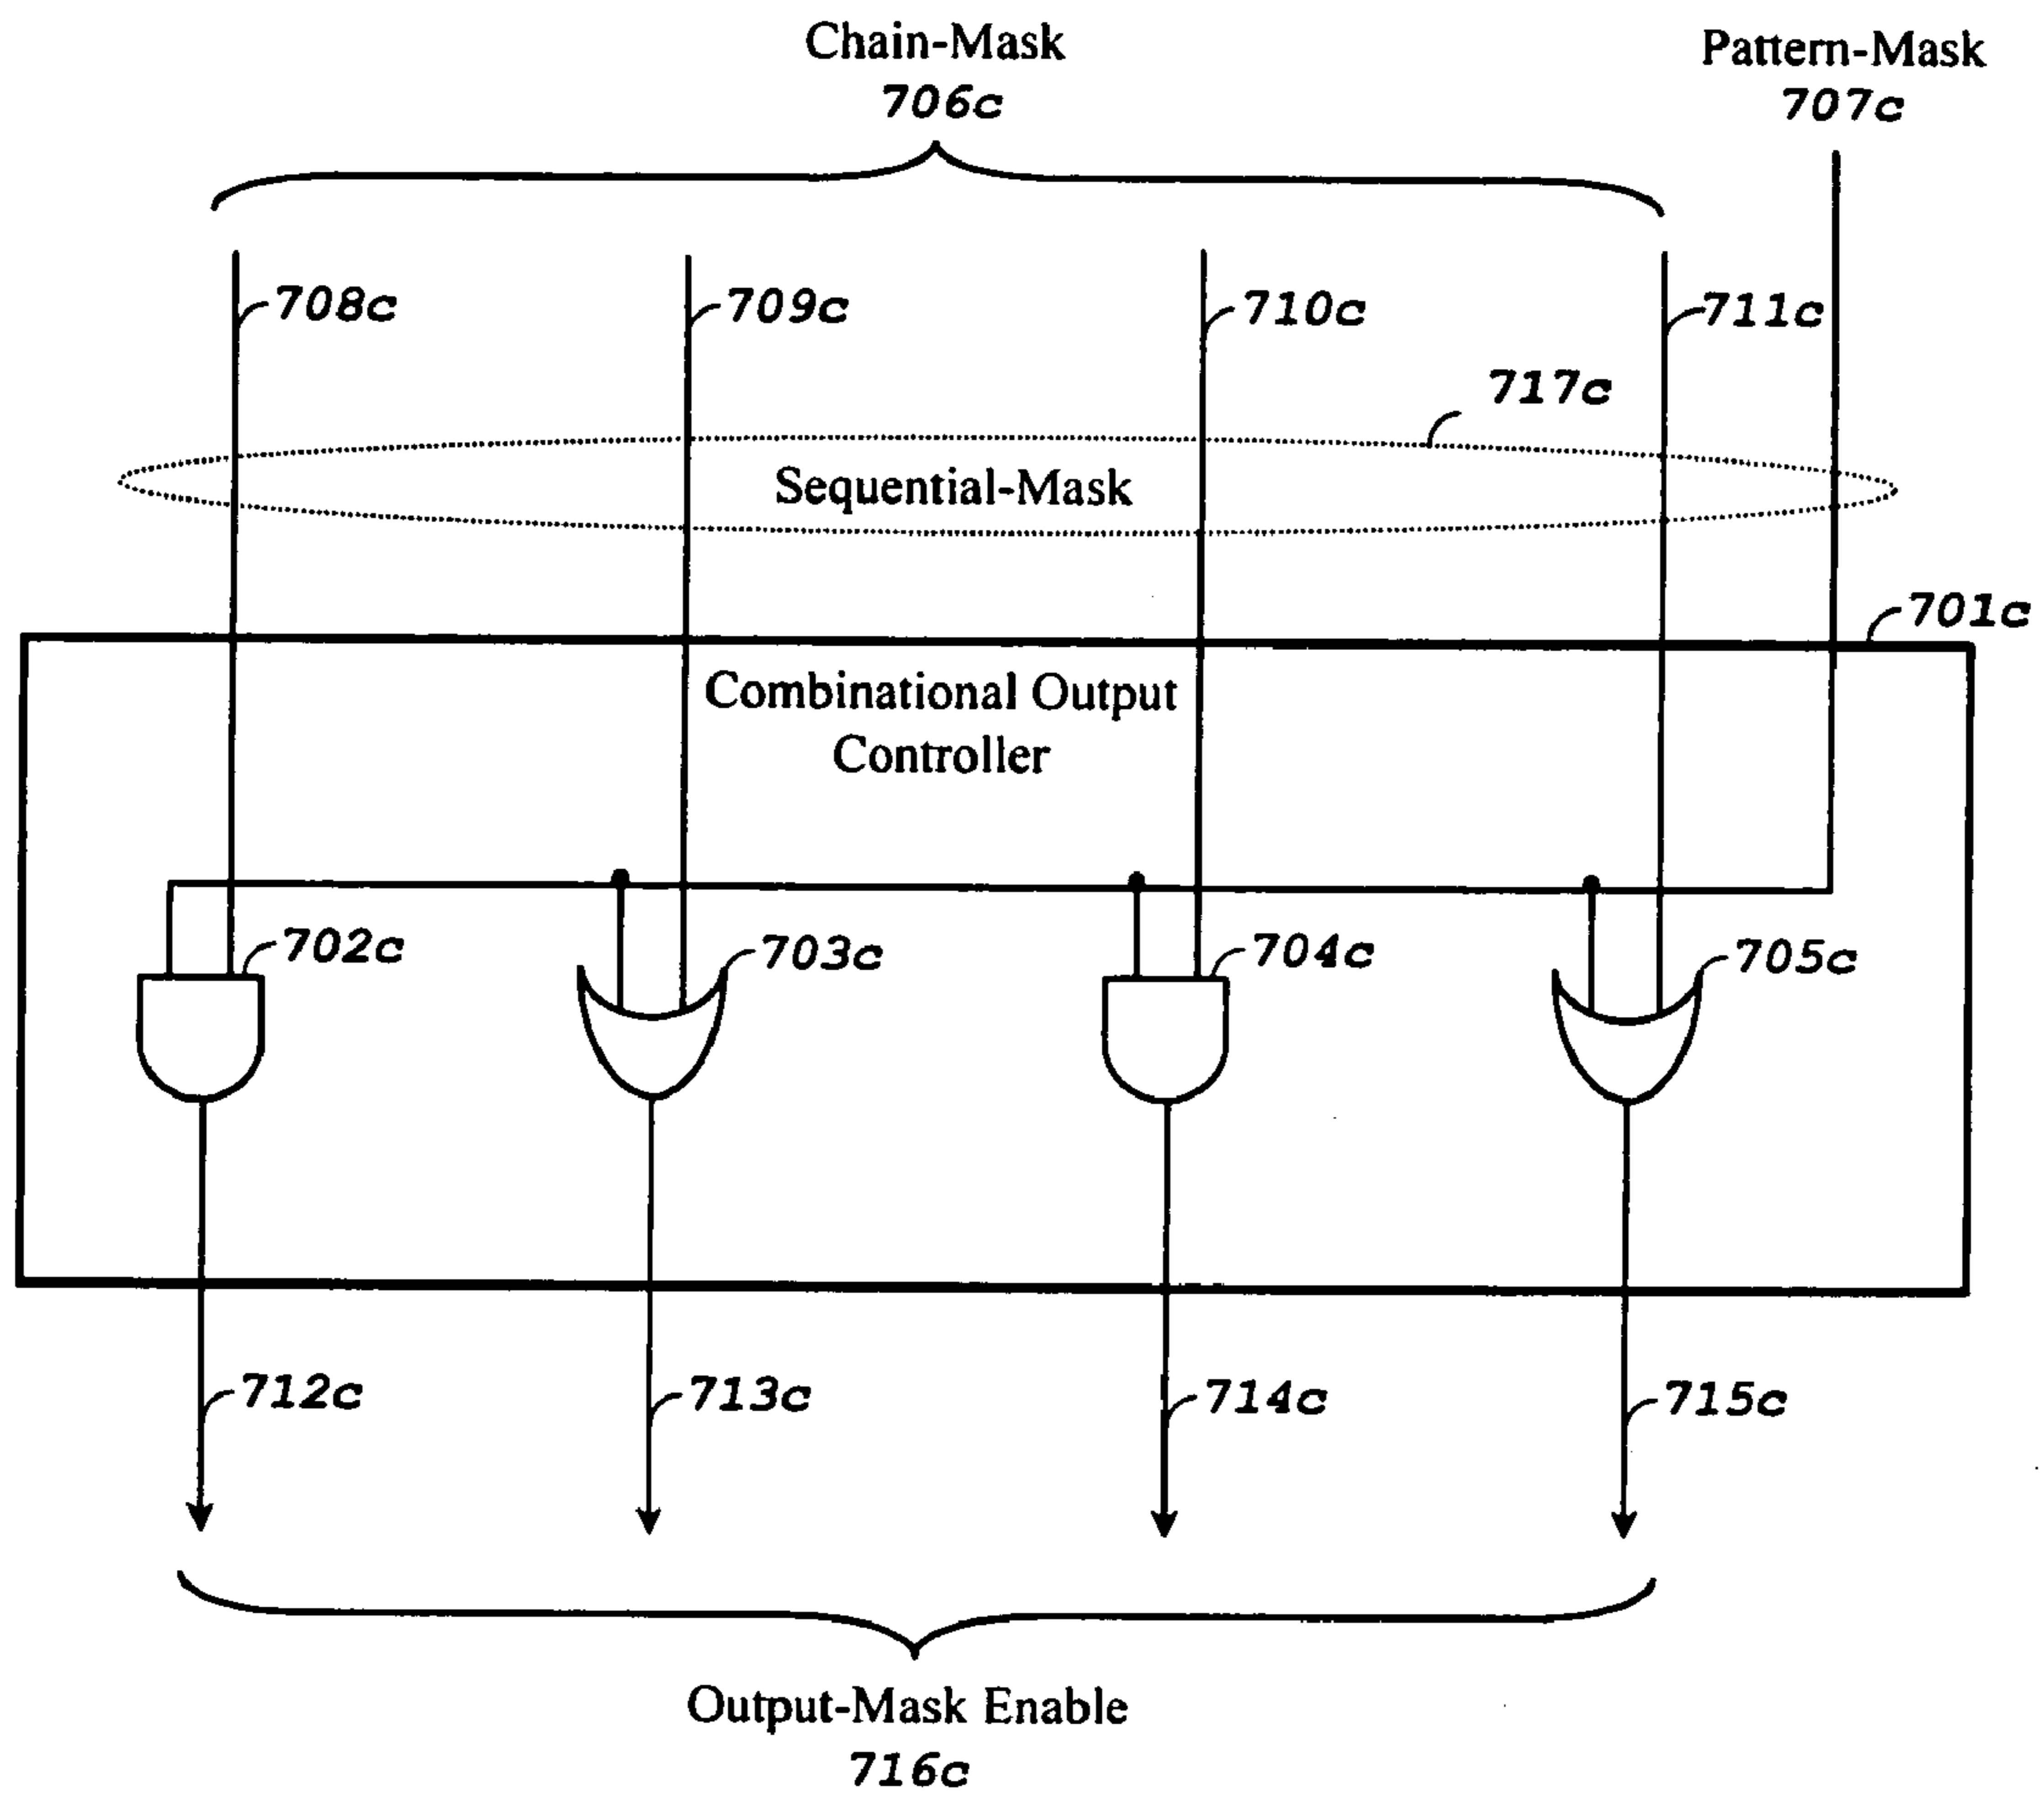 Chain-Mask
706c
Pattern-Mask
707c
708c
709c
710c
711c
717c
Sequential-Mask
701c
Combinational Output
Controller
702c
703c
704c
705c
712c
713c
714c
715c
Output-Mask Enable
716c